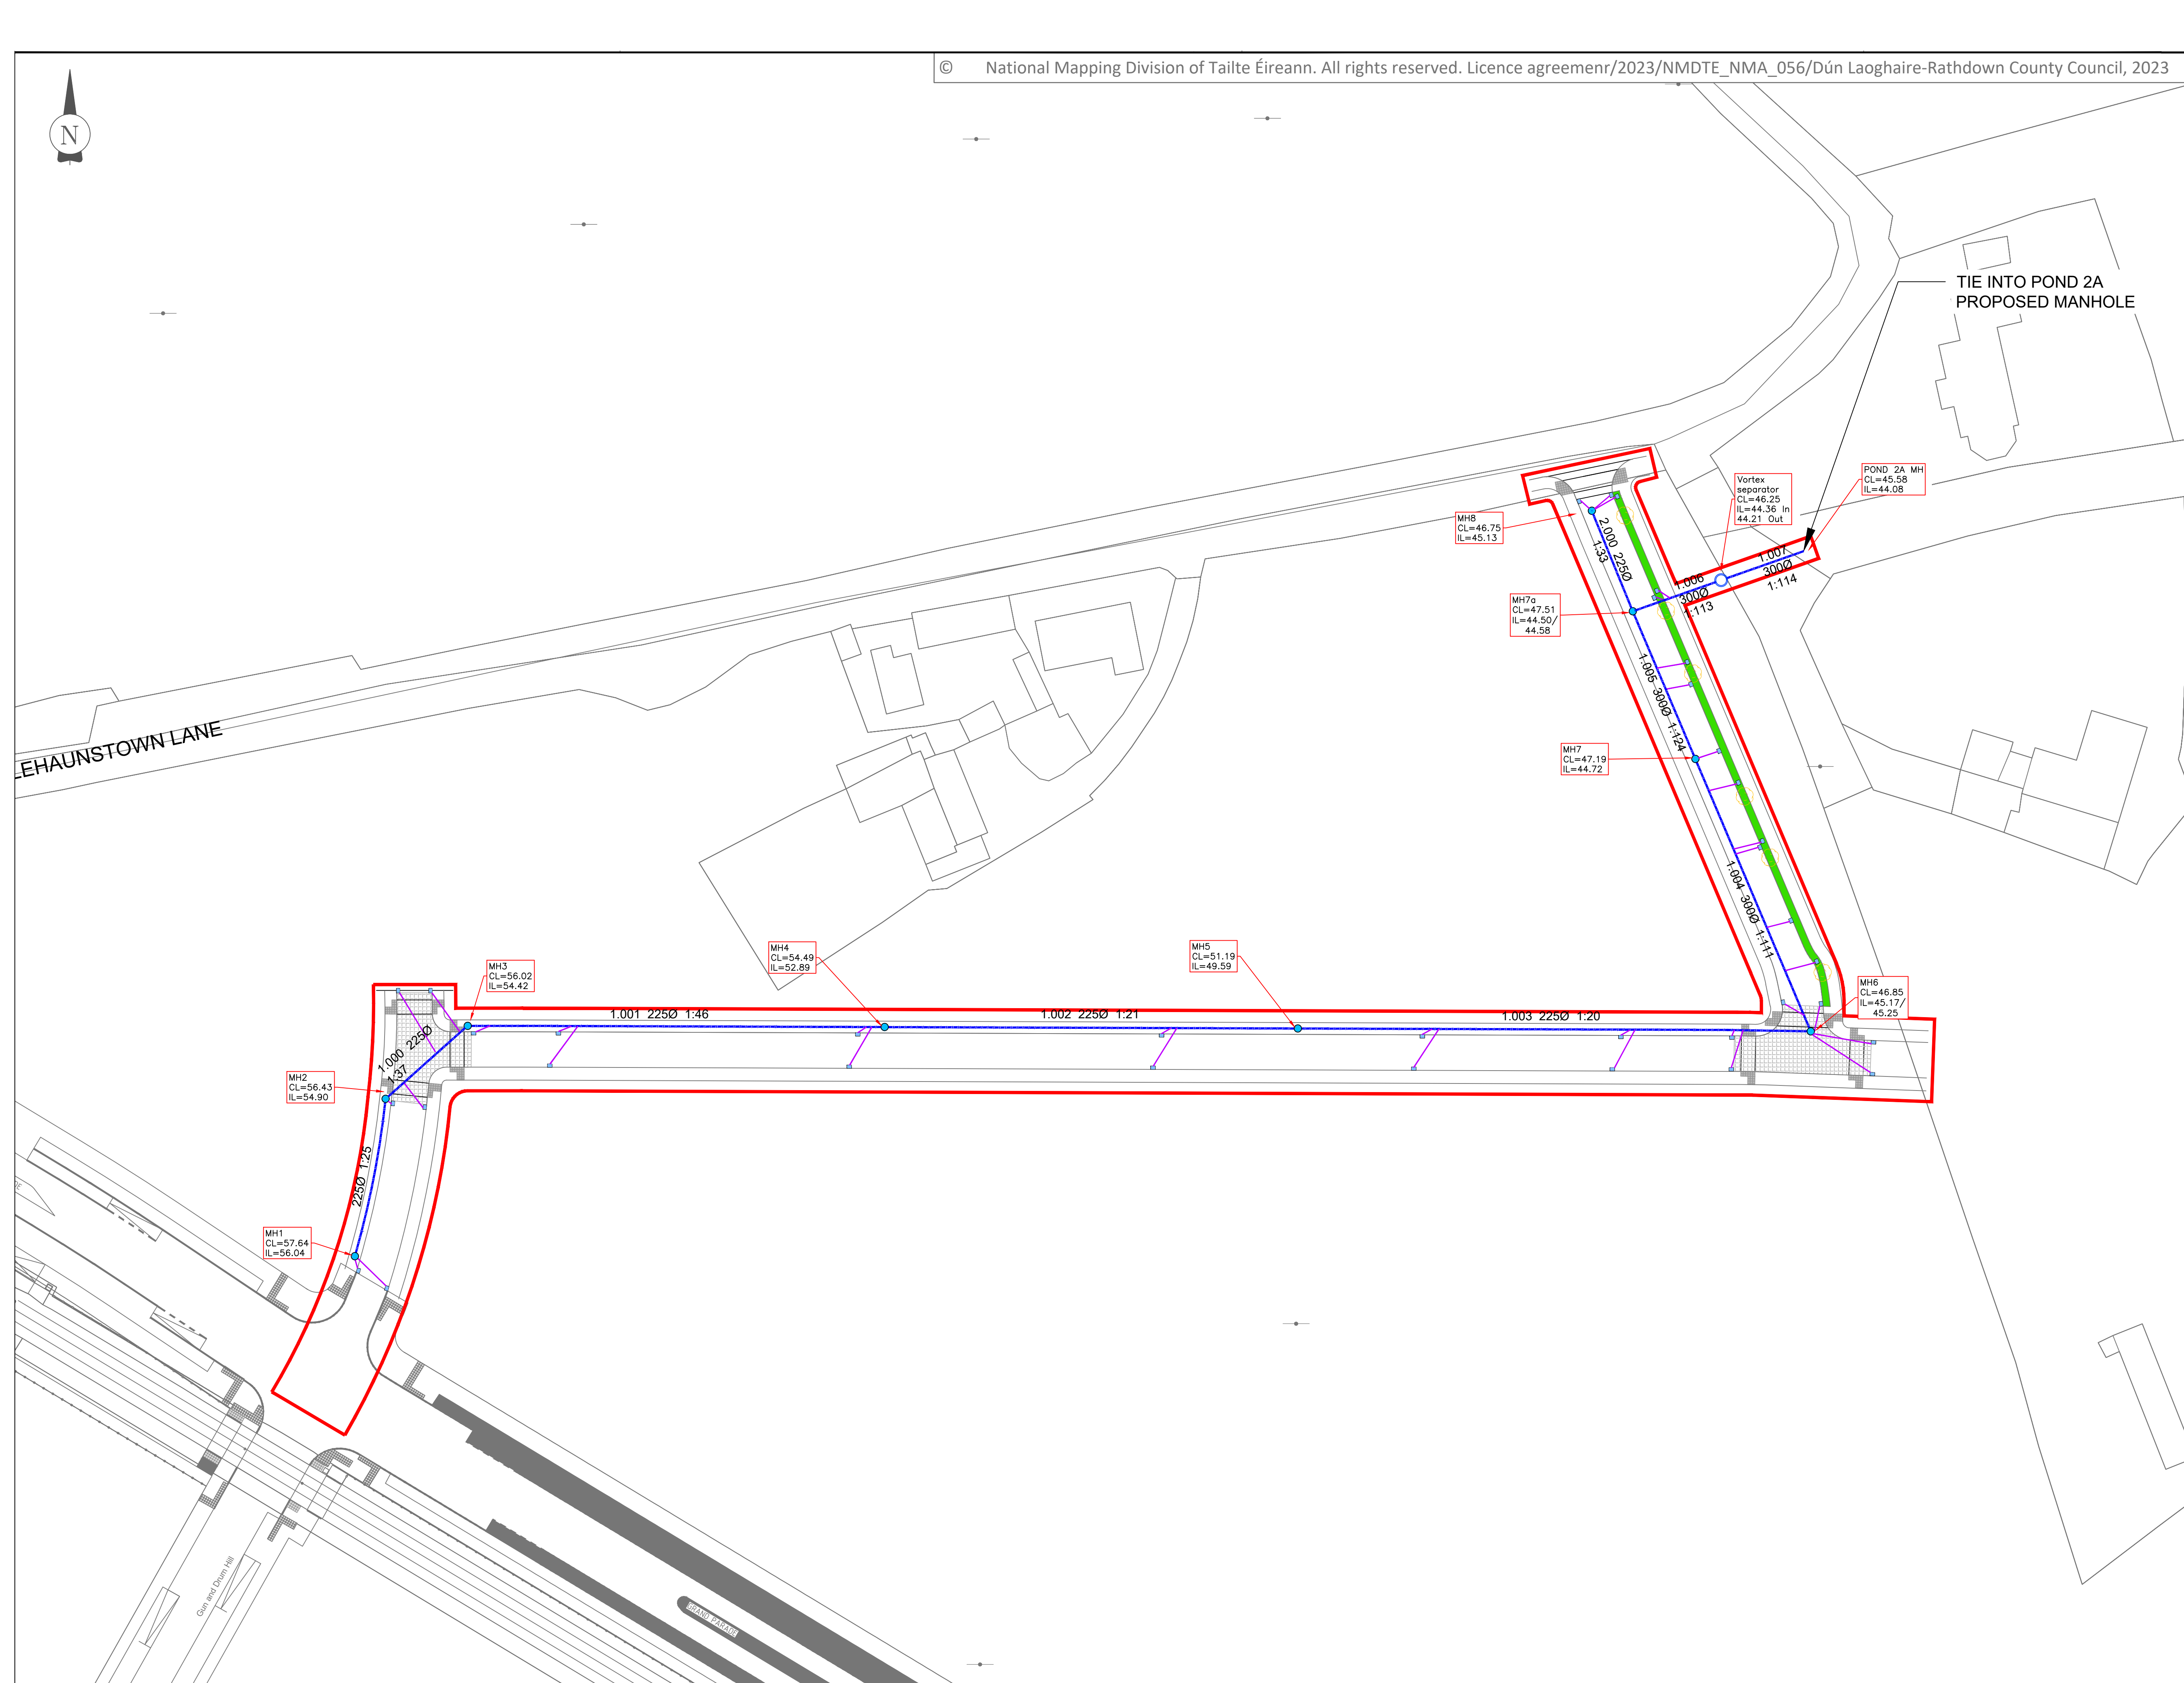 © National Mapping Division of Tailte Éireann. All rights reserved. Licence agreemenr/2023/NMDTE_NMA_056/Dún Laoghaire-Rathdown County Council, 2023
N
TIE INTO POND 2A
PROPOSED MANHOLE
POND 2A MH
CL=45.58
IL=44.08
Vortex
separator
CL=46.25
IL=44.36 In
44.21 Out
MH8
CL=46.75
IL=45.13
2.000 225Ø
1:33
1.007
300Ø
1:114
1.006
300Ø
1:113
MH7a
CL=47.51
IL=44.50/
44.58
1.005 300Ø 1:124
MH7
CL=47.19
IL=44.72
LEHAUNSTOWN LANE
1.004 300Ø 1:111
MH4
CL=54.49
IL=52.89
MH5
CL=51.19
IL=49.59
MH3
CL=56.02
IL=54.42
MH6
CL=46.85
IL=45.17/
45.25
1.001 225Ø 1:46
1.002 225Ø 1:21
1.003 225Ø 1:20
1.000 225Ø
1:37
MH2
CL=56.43
IL=54.90
225Ø 1:25
MH1
CL=57.64
IL=56.04
Gun and Drum Hill
GRAND PARADE